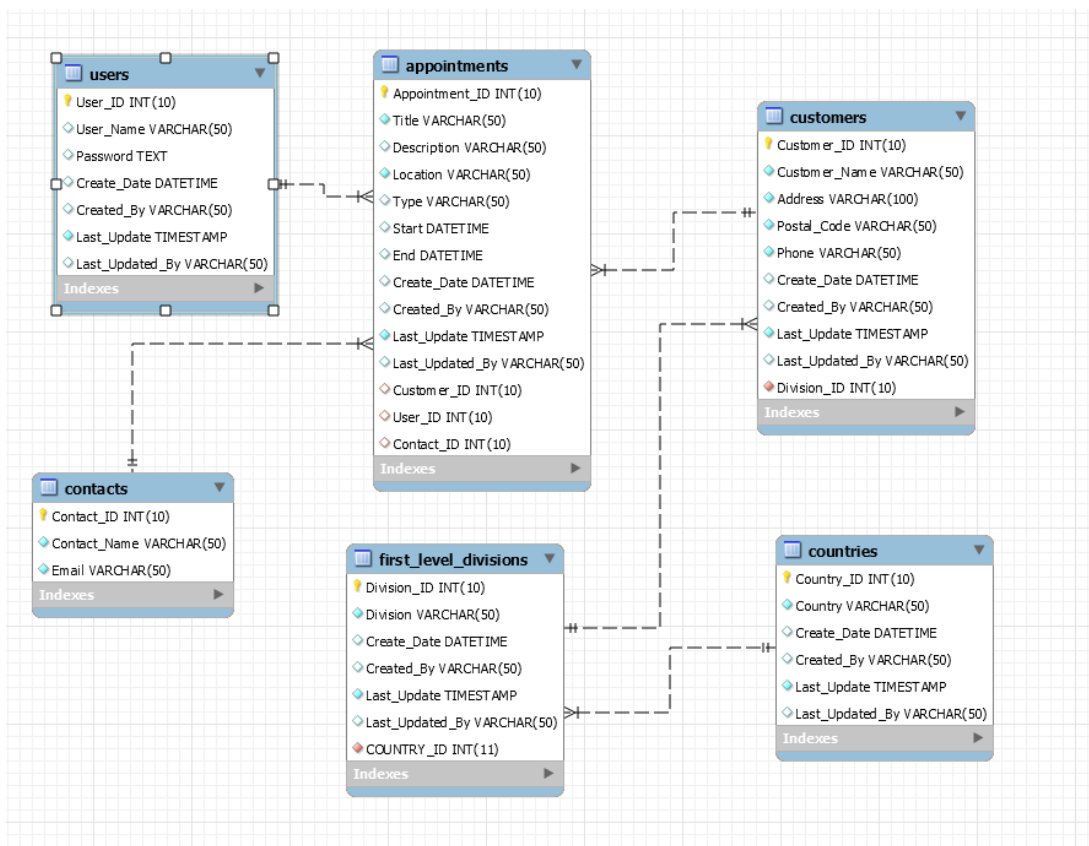 users
User_ID INT(10)
User_Name VARCHAR(50)
Password TEXT
Create_Date DATETIME
Created_By VARCHAR(50)
Last_Update TIMESTAMP
Last_Updated_By VARCHAR(50)
Indexes
appointments
Appointment_ID INT(10)
Title VARCHAR(50)
Description VARCHAR(50)
Location VARCHAR(50)
Type VARCHAR(50)
Start DATETIME
End DATETIME
Create_Date DATETIME
Created_By VARCHAR(50)
Last_Update TIMESTAMP
Last_Updated_By VARCHAR(50)
Customer_ID INT(10)
User_ID INT(10)
Contact_ID INT(10)
Indexes
customers
Customer_ID INT(10)
Customer_Name VARCHAR(50)
Address VARCHAR(100)
Postal_Code VARCHAR(50)
Phone VARCHAR(50)
Create_Date DATETIME
Created_By VARCHAR(50)
Last_Update TIMESTAMP
Last_Updated_By VARCHAR(50)
Division_ID INT(10)
Indexes
contacts
Contact_ID INT(10)
Contact_Name VARCHAR(50)
Email VARCHAR(50)
Indexes
first_level_divisions
Division_ID INT(10)
Division VARCHAR(50)
Create_Date DATETIME
Created_By VARCHAR(50)
Last_Update TIMESTAMP
Last_Updated_By VARCHAR(50)
COUNTRY_ID INT(11)
Indexes
countries
Country_ID INT(10)
Country VARCHAR(50)
Create_Date DATETIME
Created_By VARCHAR(50)
Last_Update TIMESTAMP
Last_Updated_By VARCHAR(50)
Indexes